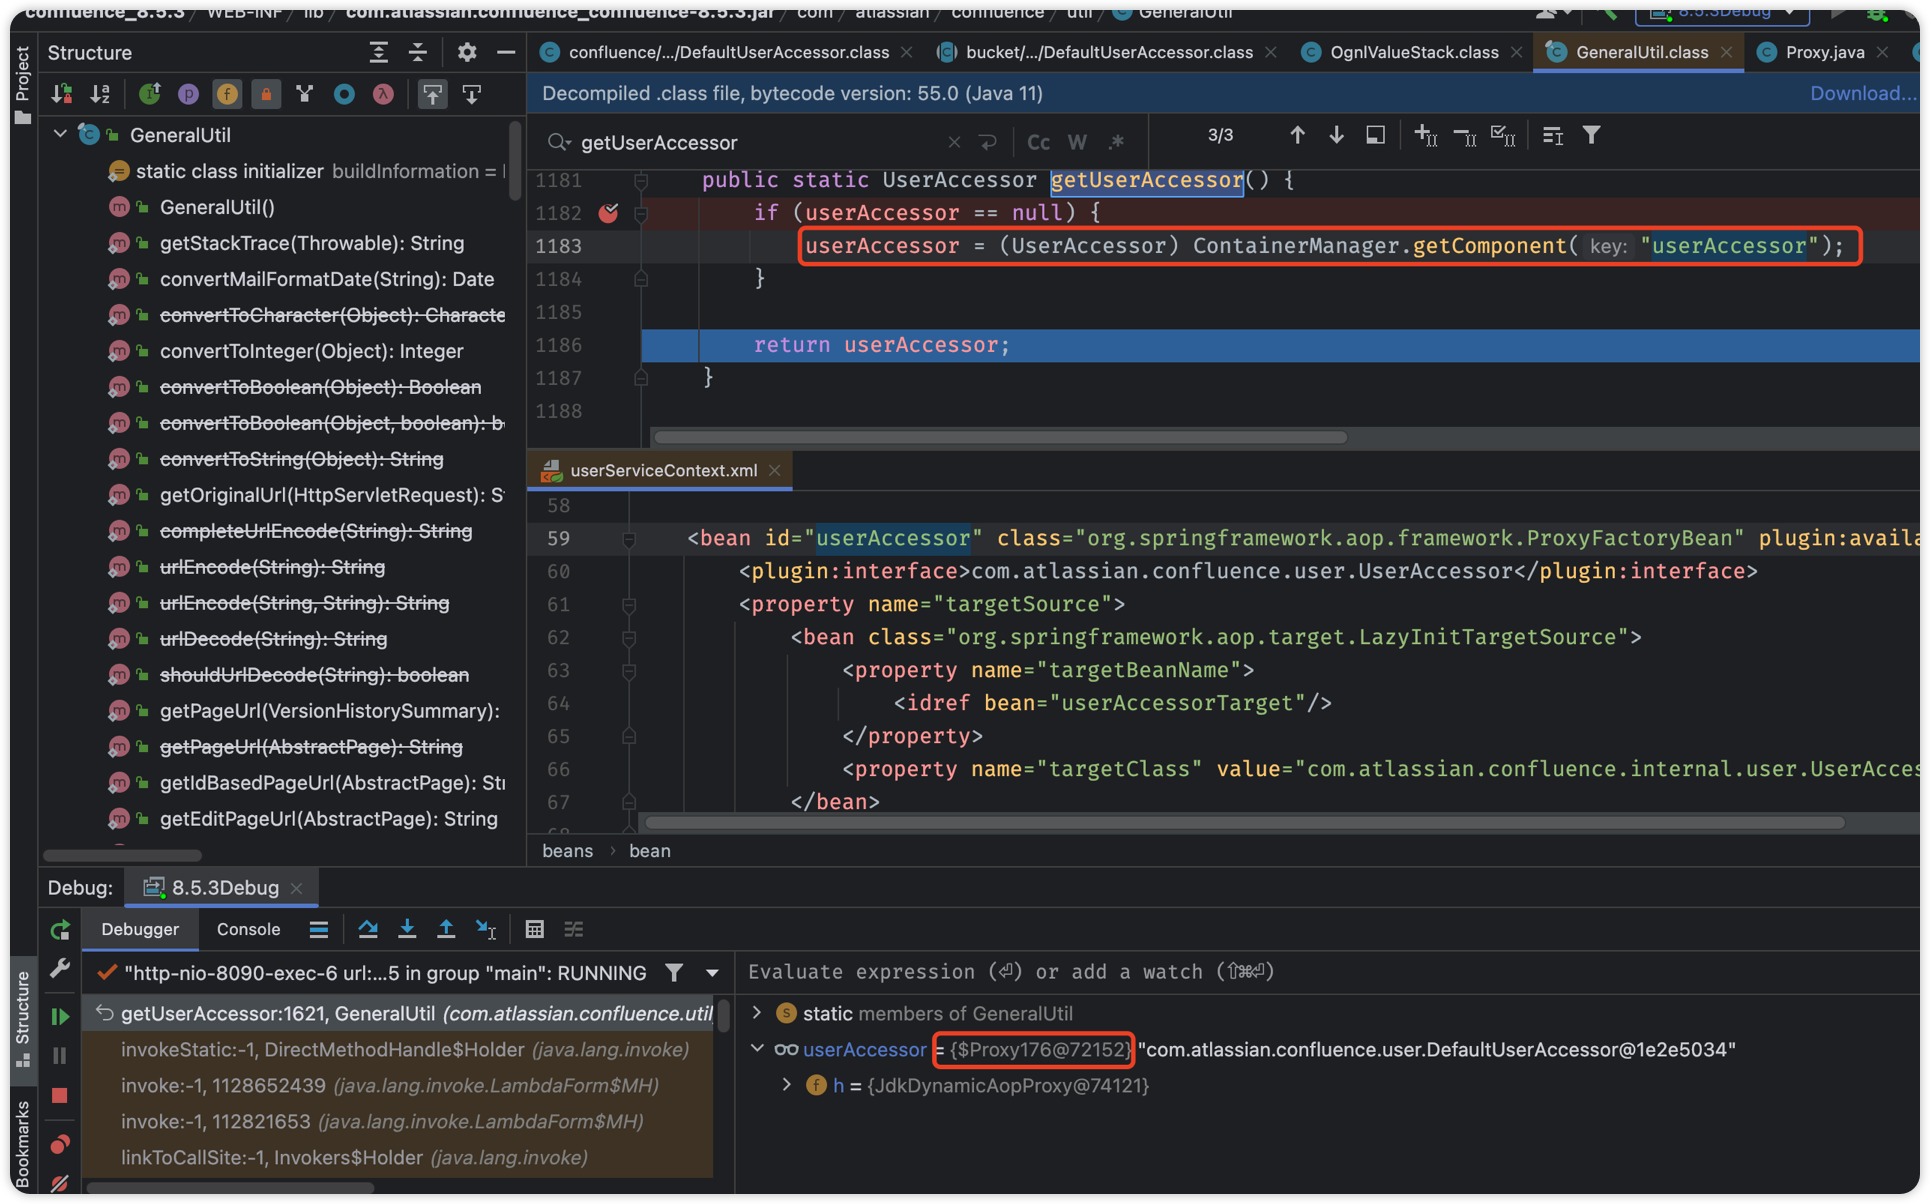 confluence_8.5.3 / WEB-INF / lib / com.atlassian.confluence_confluence-8.5.3.jar / com / atlassian / confluence / util / GeneralUtil
8.5.3Debug
Project
Structure
confluence/.../DefaultUserAccessor.class
bucket/.../DefaultUserAccessor.class
OgnlValueStack.class
GeneralUtil.class
Proxy.java
Decompiled .class file, bytecode version: 55.0 (Java 11)
Download...
getUserAccessor
Cc W .*
3/3
GeneralUtil
static class initializer buildInformation =
GeneralUtil()
getStackTrace(Throwable): String
convertMailFormatDate(String): Date
convertToCharacter(Object): Characte
convertToInteger(Object): Integer
convertToBoolean(Object): Boolean
convertToBoolean(Object, boolean): b
convertToString(Object): String
getOriginalUrl(HttpServletRequest): S
completeUrlEncode(String): String
urlEncode(String): String
urlEncode(String, String): String
urlDecode(String): String
shouldUrlDecode(String): boolean
getPageUrl(VersionHistorySummary):
getPageUrl(AbstractPage): String
getIdBasedPageUrl(AbstractPage): Str
getEditPageUrl(AbstractPage): String
1181 public static UserAccessor getUserAccessor() {
1182 if (userAccessor == null) {
1183 userAccessor = (UserAccessor) ContainerManager.getComponent( key: "userAccessor");
1184 }
1185
1186 return userAccessor;
1187 }
1188
userServiceContext.xml
58
59 <bean id="userAccessor" class="org.springframework.aop.framework.ProxyFactoryBean" plugin:availa
60 <plugin:interface>com.atlassian.confluence.user.UserAccessor</plugin:interface>
61 <property name="targetSource">
62 <bean class="org.springframework.aop.target.LazyInitTargetSource">
63 <property name="targetBeanName">
64 <idref bean="userAccessorTarget"/>
65 </property>
66 <property name="targetClass" value="com.atlassian.confluence.internal.user.UserAcces
67 </bean>
68
beans › bean
Debug: 8.5.3Debug
Debugger Console
"http-nio-8090-exec-6 url:...5 in group "main": RUNNING
Evaluate expression (⏎) or add a watch (⇧⌘⏎)
getUserAccessor:1621, GeneralUtil (com.atlassian.confluence.util
invokeStatic:-1, DirectMethodHandle$Holder (java.lang.invoke)
invoke:-1, 1128652439 (java.lang.invoke.LambdaForm$MH)
invoke:-1, 112821653 (java.lang.invoke.LambdaForm$MH)
linkToCallSite:-1, Invokers$Holder (java.lang.invoke)
static members of GeneralUtil
userAccessor = {$Proxy176@72152} "com.atlassian.confluence.user.DefaultUserAccessor@1e2e5034"
h = {JdkDynamicAopProxy@74121}
Structure
Bookmarks